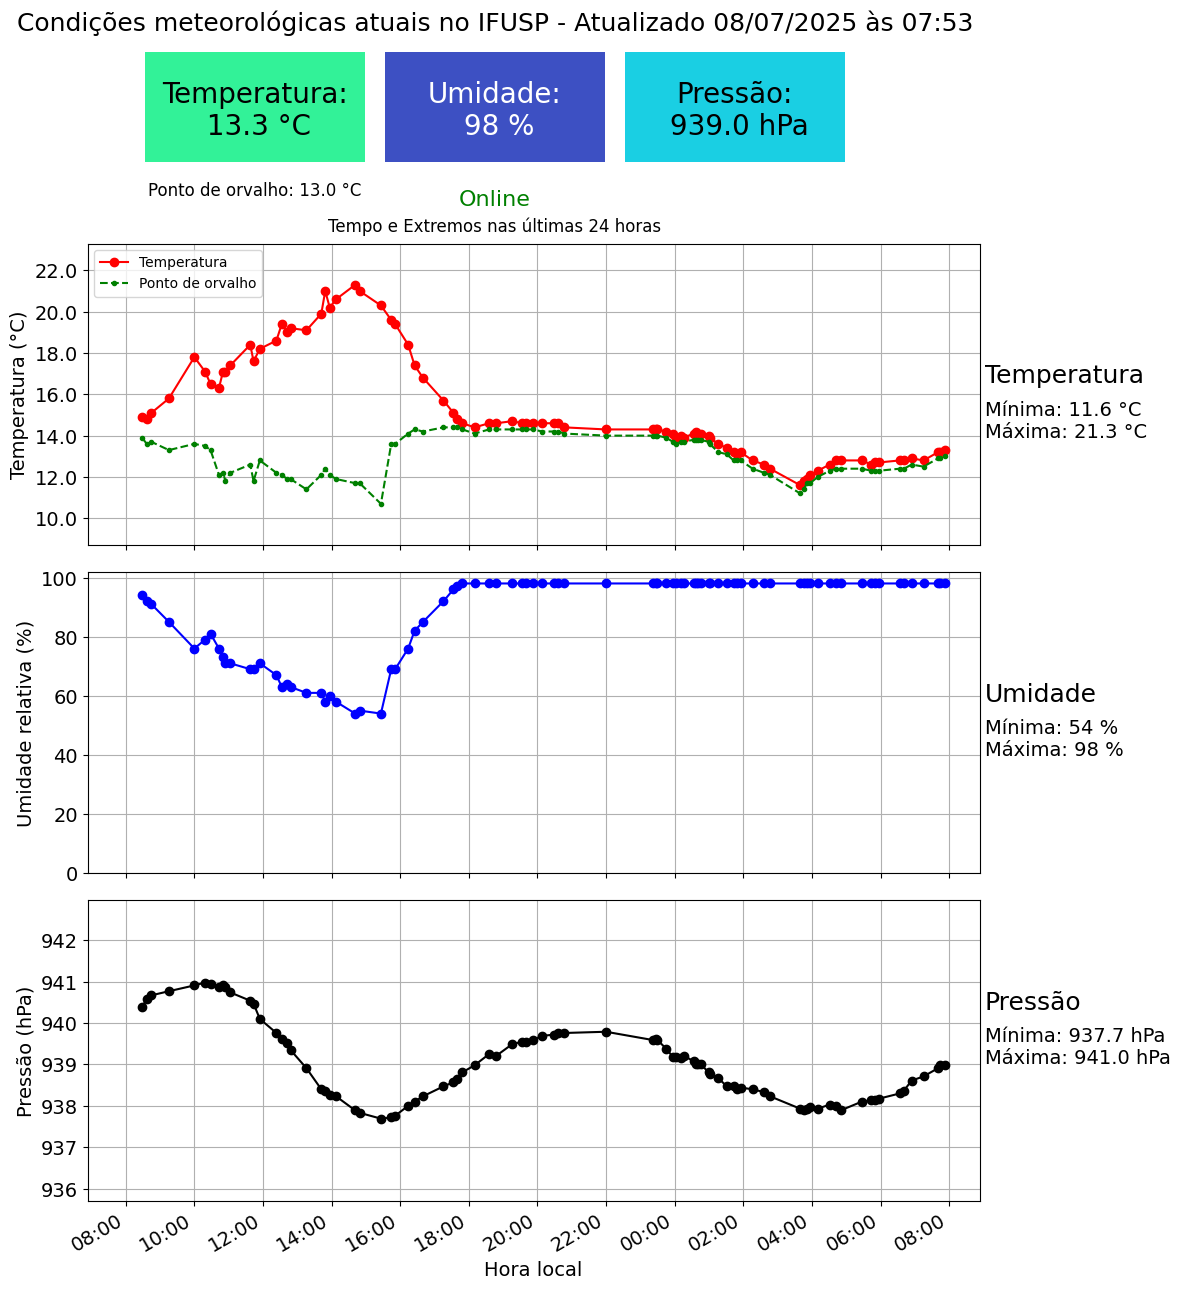 Condições meteorológicas atuais no IFUSP - Atualizado 08/07/2025 às 07:53
Temperatura:
13.3 °C
Umidade:
98 %
Pressão:
939.0 hPa
Ponto de orvalho: 13.0 °C
Online
Tempo e Extremos nas últimas 24 horas
Temperatura
Ponto de orvalho
Temperatura (°C)
22.0
20.0
18.0
16.0
14.0
12.0
10.0
Temperatura
Mínima: 11.6 °C
Máxima: 21.3 °C
Umidade relativa (%)
100
80
60
40
20
0
Umidade
Mínima: 54 %
Máxima: 98 %
Pressão (hPa)
942
941
940
939
938
937
936
Pressão
Mínima: 937.7 hPa
Máxima: 941.0 hPa
08:00 10:00 12:00 14:00 16:00 18:00 20:00 22:00 00:00 02:00 04:00 06:00 08:00
Hora local